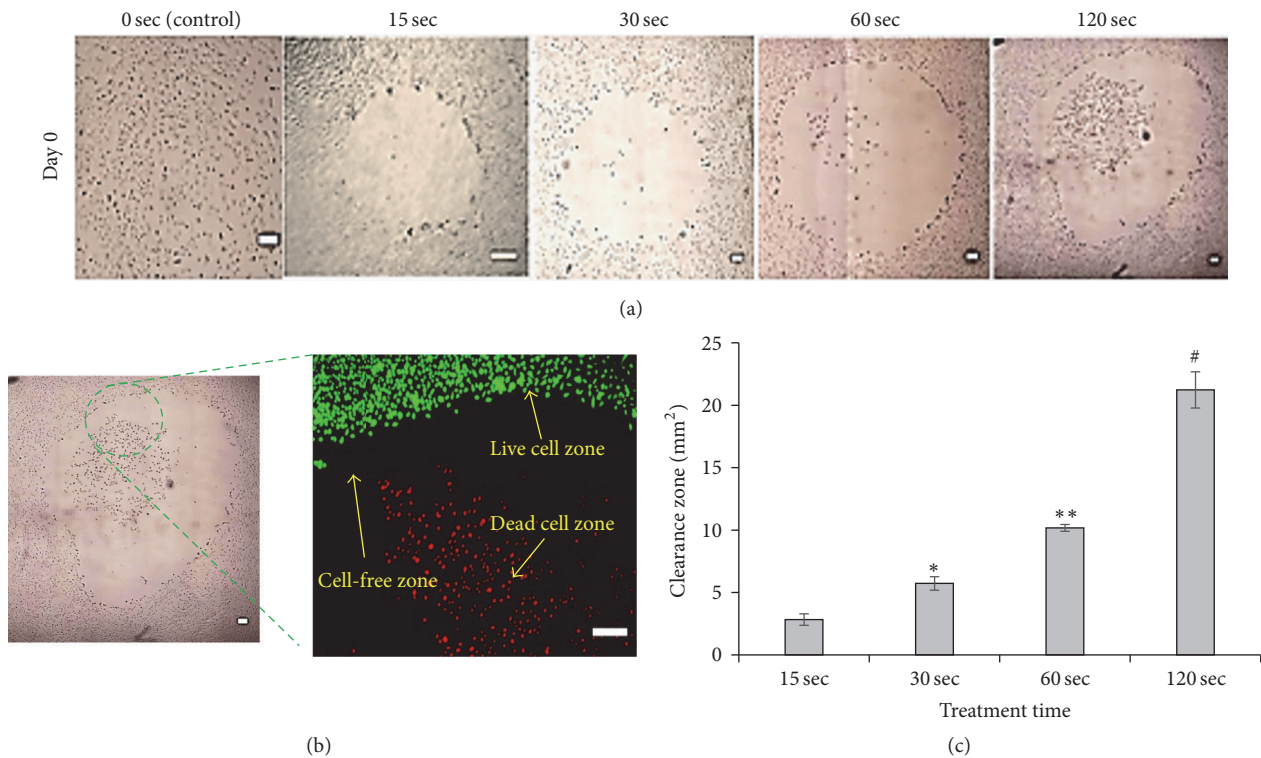 0 sec (control) 15 sec 30 sec 60 sec 120 sec
Day 0
(a)
Live cell zone
Dead cell zone
Cell-free zone
(b)
Clearance zone (mm²)
25
20
15
10
5
0
*
**
#
15 sec 30 sec 60 sec 120 sec
Treatment time
(c)